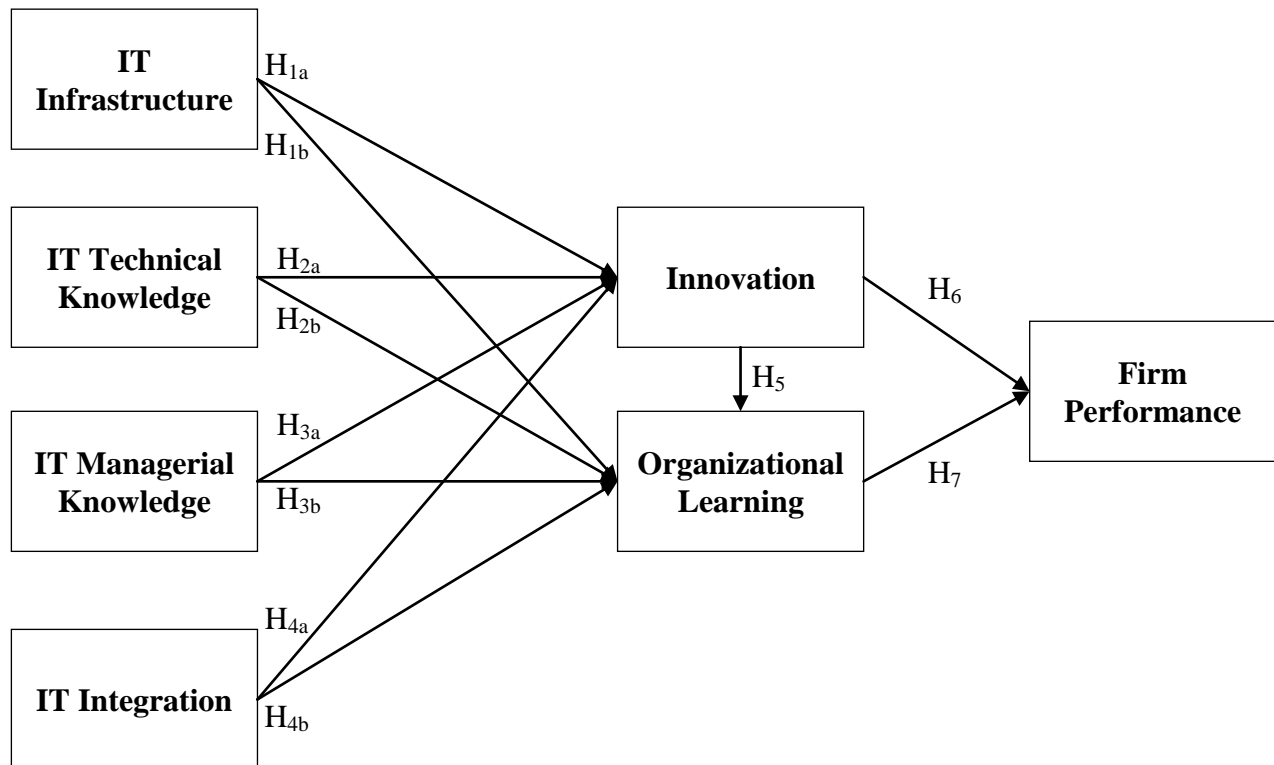 IT
Infrastructure
H1a
H1b
IT Technical
Knowledge
H2a
H2b
IT Managerial
Knowledge
H3a
H3b
IT Integration
H4a
H4b
Innovation
H5
Organizational
Learning
H6
H7
Firm
Performance